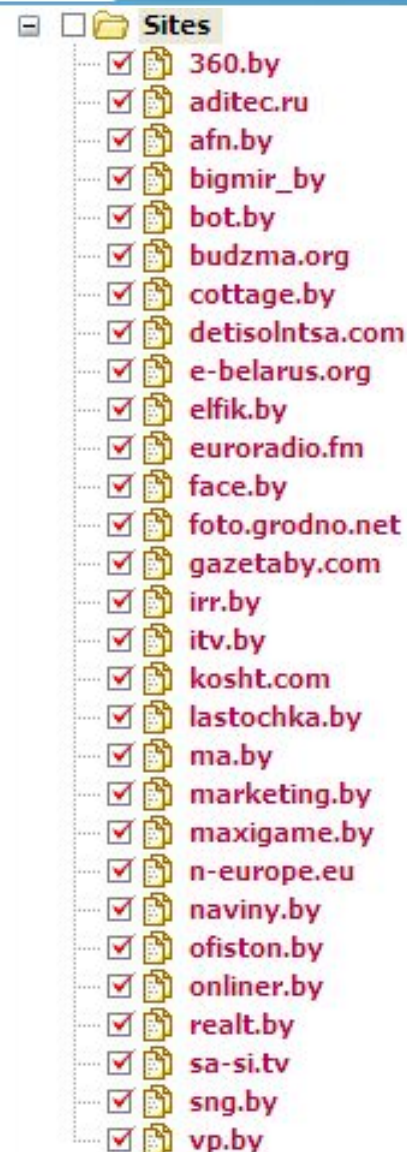 Sites
360.by
aditec.ru
afn.by
bigmir_by
bot.by
budzma.org
cottage.by
detisolntsa.com
e-belarus.org
elfik.by
euroradio.fm
face.by
foto.grodno.net
gazetaby.com
irr.by
itv.by
kosht.com
lastochka.by
ma.by
marketing.by
maxigame.by
n-europe.eu
naviny.by
ofiston.by
onliner.by
realt.by
sa-si.tv
sng.by
vp.by